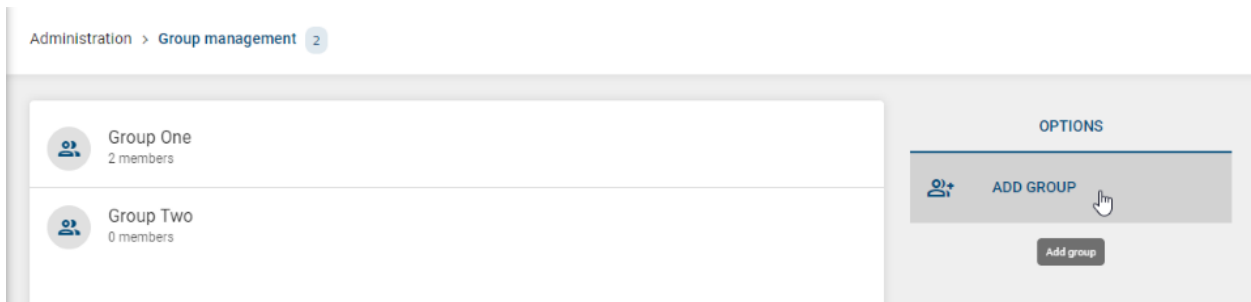 Administration > Group management 2
Group One
2 members
Group Two
0 members
OPTIONS
ADD GROUP
Add group